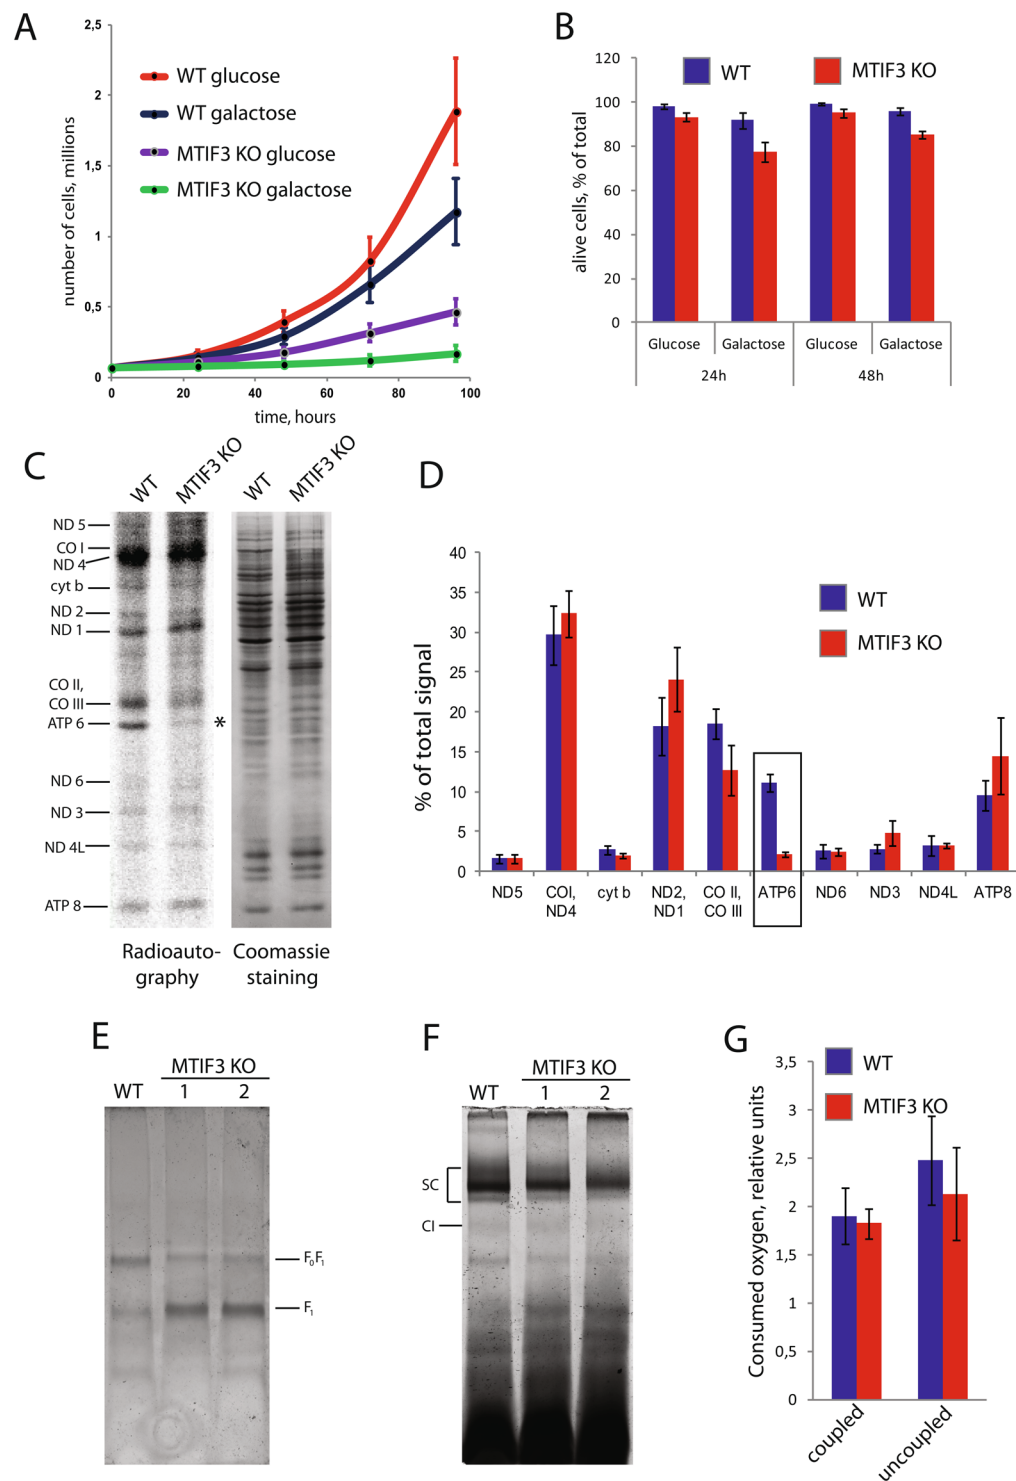 A
2,5
2
1,5
1
0,5
0
number of cells, millions
WT glucose
WT galactose
MTIF3 KO glucose
MTIF3 KO galactose
0 20 40 60 80 100
time, hours
B
120
100
80
60
40
20
0
alive cells, % of total
WT MTIF3 KO
Glucose Galactose Glucose Galactose
24h 48h
C
WT MTIF3 KO WT MTIF3 KO
ND 5
CO I
ND 4
cyt b
ND 2
ND 1
CO II,
CO III
ATP 6
*
ND 6
ND 3
ND 4L
ATP 8
Radioauto-
graphy
Coomassie
staining
D
40
35
30
25
20
15
10
5
0
% of total signal
WT
MTIF3 KO
ND5 COI, cyt b ND2, CO II, ATP6 ND6 ND3 ND4L ATP8
ND4 ND1 CO III
E
MTIF3 KO
WT 1 2
F₀F₁
F₁
F
MTIF3 KO
WT 1 2
SC
CI
G
3,5
3
2,5
2
1,5
1
0,5
0
Consumed oxygen, relative units
WT
MTIF3 KO
coupled
uncoupled